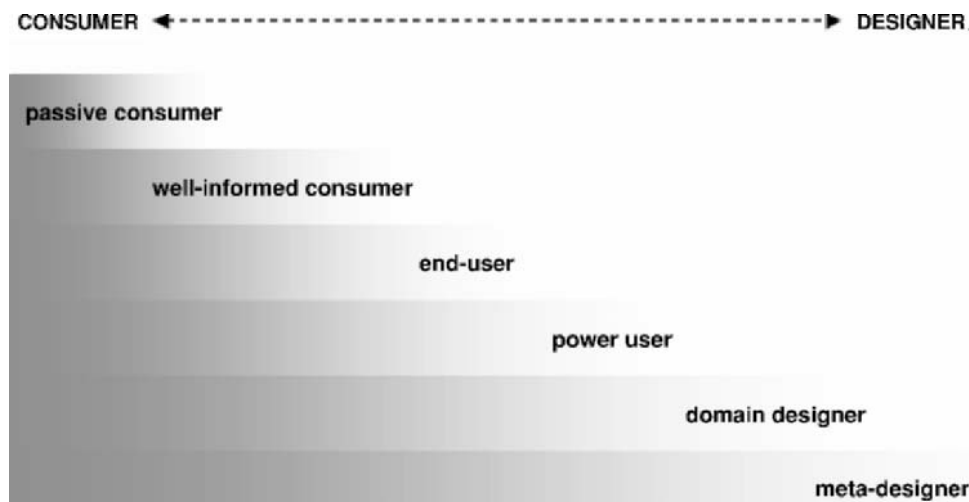 CONSUMER DESIGNER
passive consumer
well-informed consumer
end-user
power user
domain designer
meta-designer